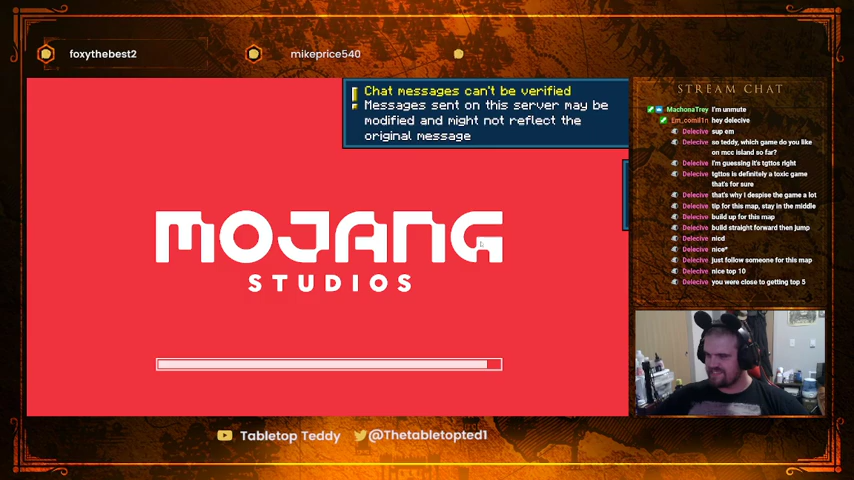 foxythebest2
mikeprice540
Chat messages can't be verified
Messages sent on this server may be
modified and might not reflect the
original message
MOJANG
STUDIOS
STREAM CHAT
MachonaTrey I'm unmute
Em_comil1n hey delecive
Delecive sup em
Delecive so teddy, which game do you like
on mcc island so far?
Delecive I'm guessing it's tgttos right
Delecive tgttos is definitely a toxic game
that's for sure
Delecive that's why I despise the game a lot
Delecive tip for this map, stay in the middle
Delecive build up for this map
Delecive build straight forward then jump
Delecive nicd
Delecive nice*
Delecive just follow someone for this map
Delecive nice top 10
Delecive you were close to getting top 5
Tabletop Teddy
@Thetabletopted1